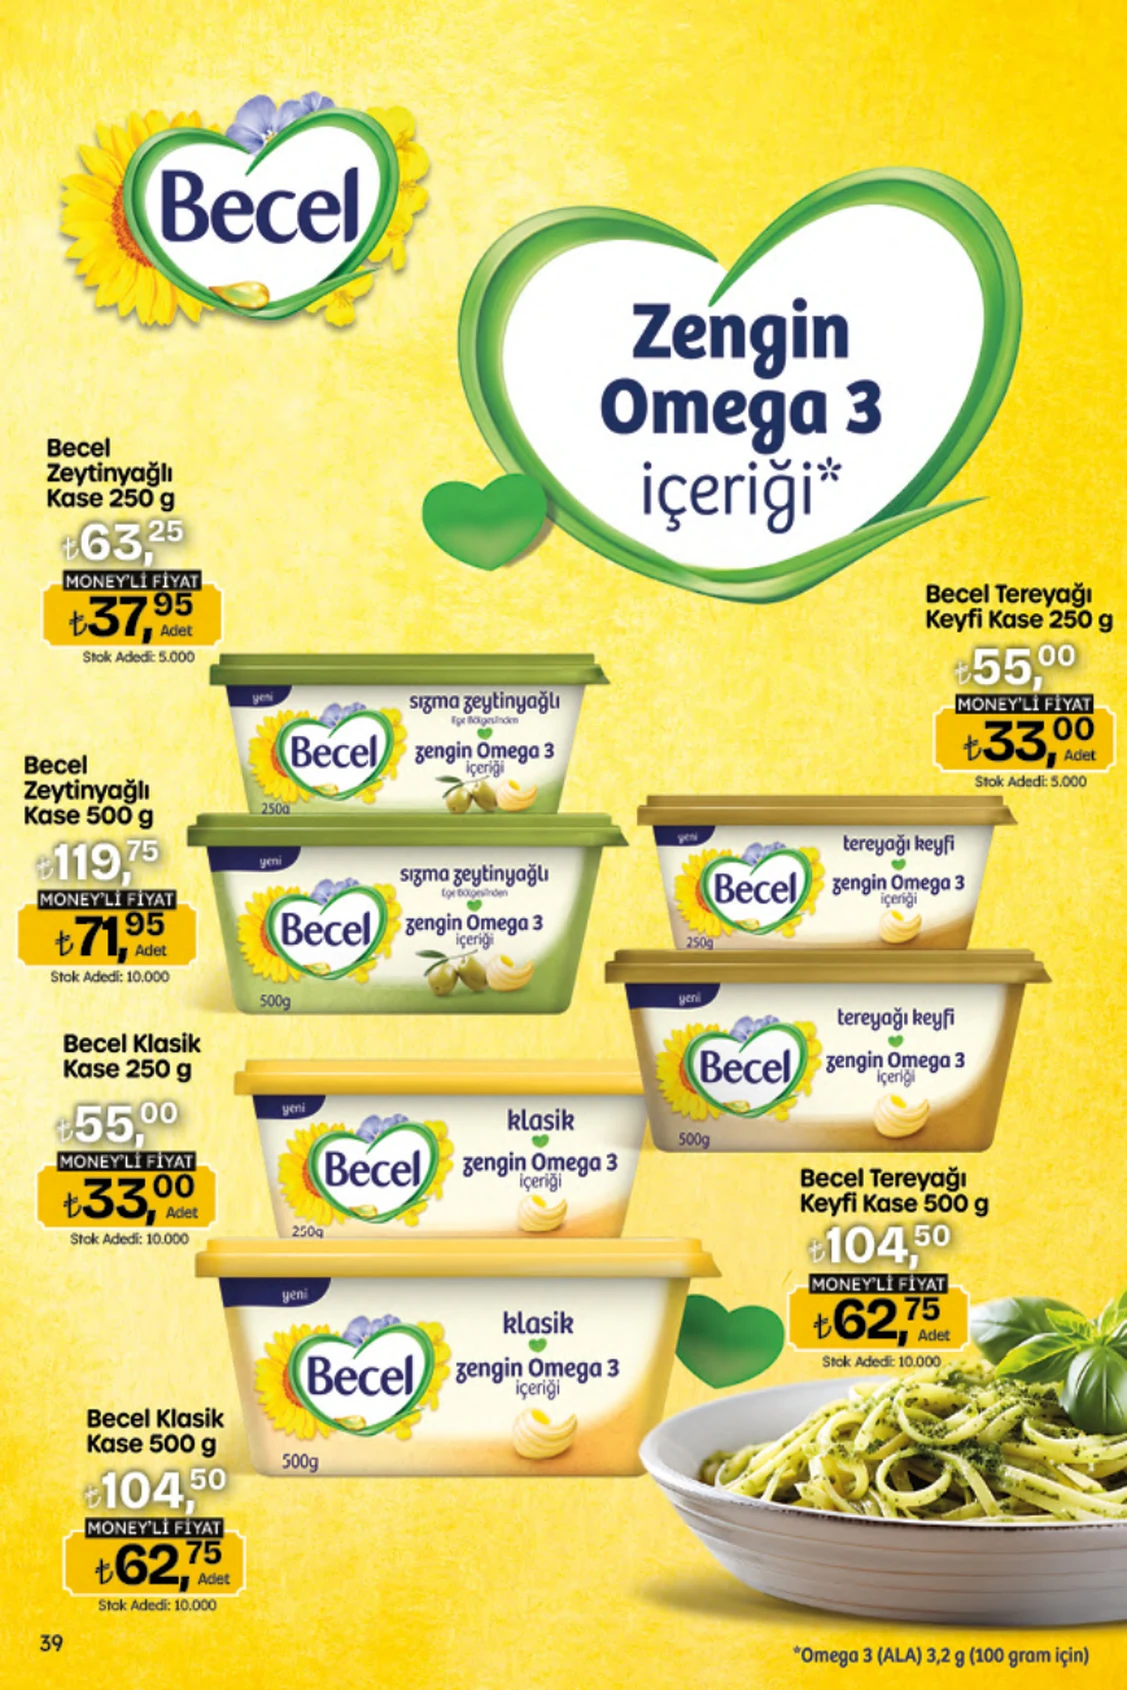 Becel
Zengin
Omega 3
içeriği*
Becel
Zeytinyağlı
Kase 250 g
₺63,25
MONEY'Lİ FİYAT
₺37,95
Adet
Stok Adedi: 5.000
Becel Tereyağı
Keyfi Kase 250 g
₺55,00
MONEY'Lİ FİYAT
₺33,00
Adet
Stok Adedi: 5.000
yeni
sızma zeytinyağlı
Ege Bölgesi'nden
Becel
zengin Omega 3
içeriği
250g
Becel
Zeytinyağlı
Kase 500 g
₺119,75
MONEY'Lİ FİYAT
₺71,95
Adet
Stok Adedi: 10.000
yeni
sızma zeytinyağlı
Ege Bölgesi'nden
Becel
zengin Omega 3
içeriği
500g
yeni
tereyağı keyfi
Becel
zengin Omega 3
içeriği
250g
yeni
tereyağı keyfi
Becel
zengin Omega 3
içeriği
500g
Becel Klasik
Kase 250 g
₺55,00
MONEY'Lİ FİYAT
₺33,00
Adet
Stok Adedi: 10.000
yeni
klasik
Becel
zengin Omega 3
içeriği
250g
Becel Tereyağı
Keyfi Kase 500 g
₺104,50
MONEY'Lİ FİYAT
₺62,75
Adet
Stok Adedi: 10.000
yeni
klasik
Becel
zengin Omega 3
içeriği
500g
Becel Klasik
Kase 500 g
₺104,50
MONEY'Lİ FİYAT
₺62,75
Adet
Stok Adedi: 10.000
39
*Omega 3 (ALA) 3,2 g (100 gram için)